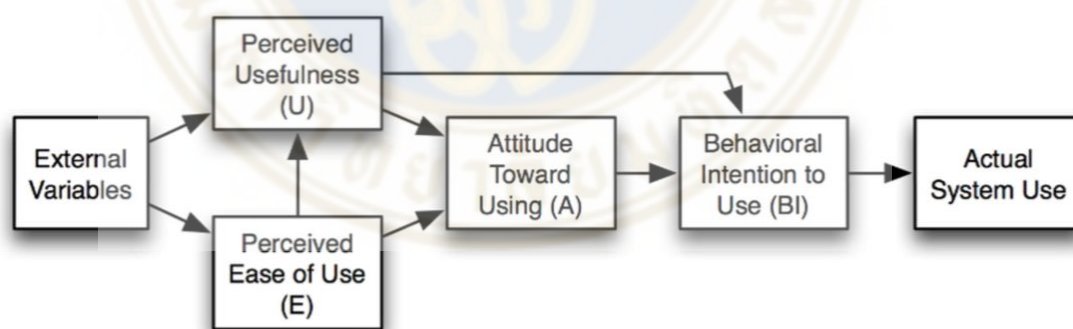 Perceived
Usefulness
(U)
External
Variables
Perceived
Ease of Use
(E)
Attitude
Toward
Using (A)
Behavioral
Intention to
Use (BI)
Actual
System Use